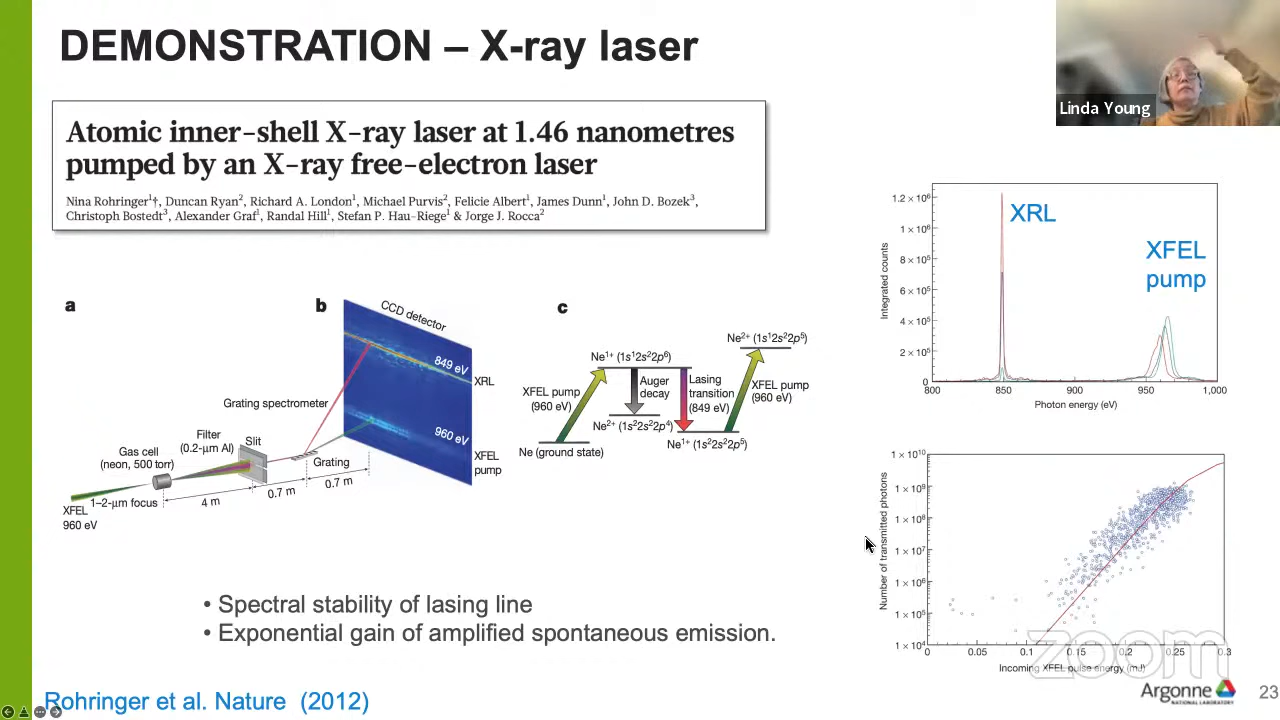 DEMONSTRATION – X-ray laser
Linda Young
Atomic inner-shell X-ray laser at 1.46 nanometres
pumped by an X-ray free-electron laser
Nina Rohringer¹†, Duncan Ryan², Richard A. London¹, Michael Purvis², Felicie Albert¹, James Dunn¹, John D. Bozek³,
Christoph Bostedt³, Alexander Graf¹, Randal Hill¹, Stefan P. Hau-Riege¹ & Jorge J. Rocca²
a
b
CCD detector
849 eV
XRL
960 eV
XFEL
pump
Grating spectrometer
Filter
(0.2-μm Al)
Slit
Gas cell
(neon, 500 torr)
Grating
0.7 m
0.7 m
4 m
1–2-μm focus
XFEL
960 eV
c
Ne²⁺ (1s¹2s²2p⁵)
Ne¹⁺ (1s¹2s²2p⁶)
XFEL pump
(960 eV)
Auger
decay
Lasing
transition
(849 eV)
XFEL pump
(960 eV)
Ne²⁺ (1s²2s²2p⁴)
Ne¹⁺ (1s²2s²2p⁵)
Ne (ground state)
XRL
XFEL
pump
Integrated counts
1.2 × 10⁶
1 × 10⁶
8 × 10⁵
6 × 10⁵
4 × 10⁵
2 × 10⁵
0
800 850 900 950 1,000
Photon energy (eV)
Number of transmitted photons
1 × 10¹⁰
1 × 10⁹
1 × 10⁸
1 × 10⁷
1 × 10⁶
1 × 10⁵
1 × 10⁴
0 0.05 0.1 0.15 0.2 0.25 0.3
Incoming XFEL pulse energy (mJ)
zoom
• Spectral stability of lasing line
• Exponential gain of amplified spontaneous emission.
Rohringer et al. Nature (2012)
Argonne
NATIONAL LABORATORY
23